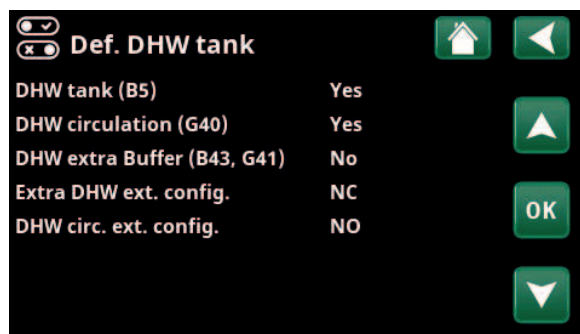 Def. DHW tank
DHW tank (B5) Yes
DHW circulation (G40) Yes
DHW extra Buffer (B43, G41) No
Extra DHW ext. config. NC
DHW circ. ext. config. NO
OK